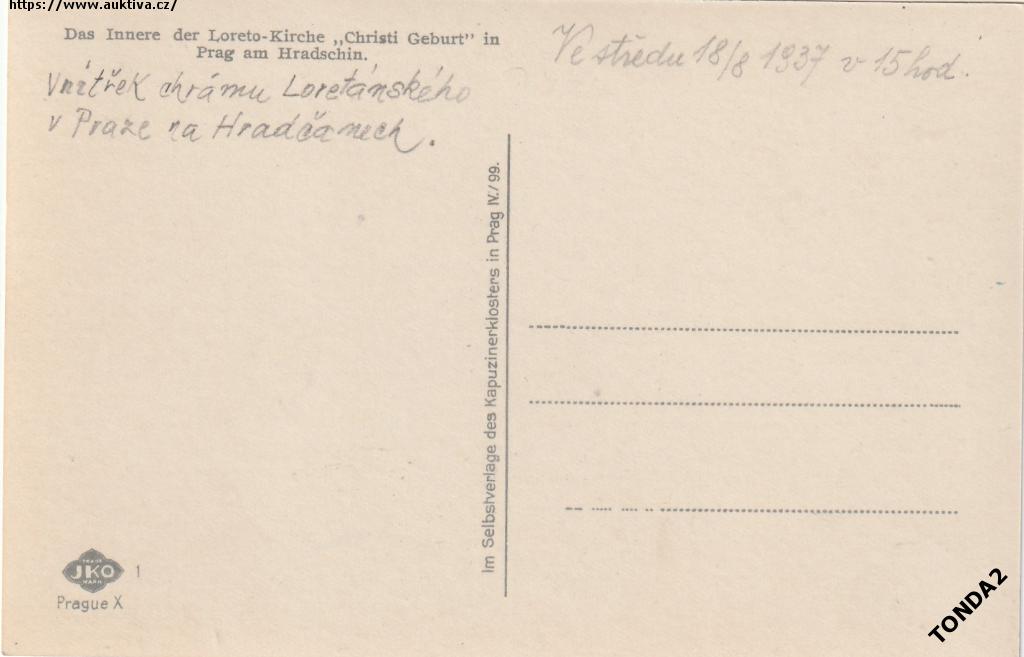 https://www.auktiva.cz/
Das Innere der Loreto-Kirche „Christi Geburt" in
Prag am Hradschin.
Vnitřek chrámu Loretánského
v Praze na Hradčanech.
Ve středu 18/8 1937 v 15 hod.
Im Selbstverlage des Kapuzinerklosters in Prag IV./99.
TRADE
JKO
MARK
1
Prague X
TONDA2